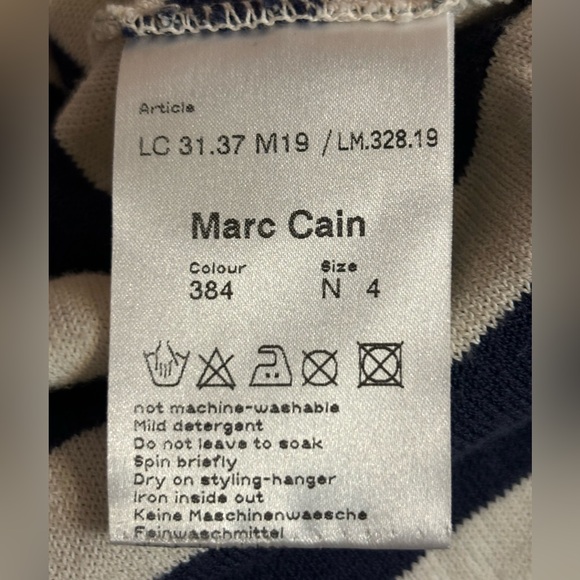 Article
LC 31.37 M19 / LM.328.19
Marc Cain
Colour Size
384 N 4
not machine-washable
Mild detergent
Do not leave to soak
Spin briefly
Dry on styling-hanger
Iron inside out
Keine Maschinenwaesche
Feinwaschmittel